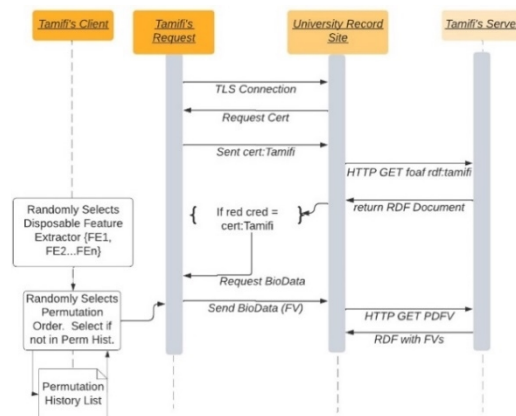 Tamifi's Client
Tamifi's
Request
University Record
Site
Tamifi's Serve
TLS Connection
Request Cert
Sent cert:Tamifi
HTTP GET foaf rdf:tamifi
return RDF Document
{ If red cred = }
cert:Tamifi
Randomly Selects
Disposable Feature
Extractor {FE1,
FE2...FEn}
Request BioData
Randomly Selects
Permutation
Order. Select if
not in Perm Hist.
Send BioData (FV)
HTTP GET PDFV
RDF with FVs
Permutation
History List